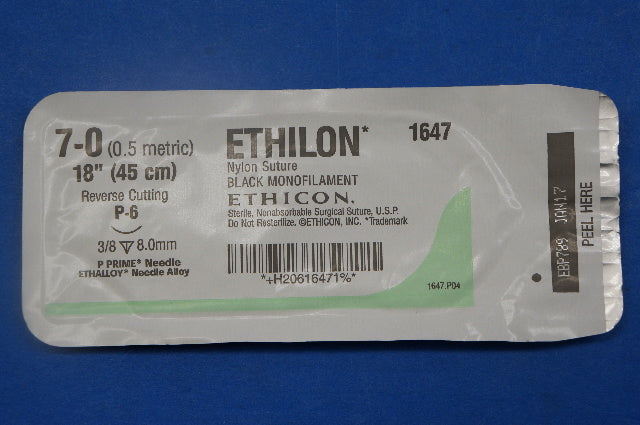 7-0 (0.5 metric)
18" (45 cm)
Reverse Cutting
P-6
3/8 8.0mm
P PRIME* Needle
ETHALLOY* Needle Alloy
ETHILON* 1647
Nylon Suture
BLACK MONOFILAMENT
ETHICON.
Sterile, Nonabsorbable Surgical Suture, U.S.P.
Do Not Resterilize. ©ETHICON, INC. *Trademark
*+H20616471%*
1647.P04
JAN17
PEEL HERE